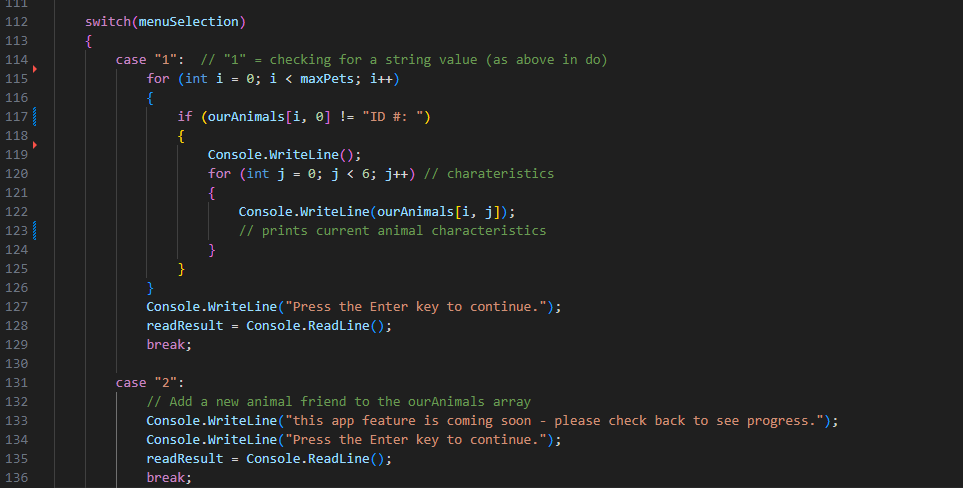 111
112 switch(menuSelection)
113 {
114 case "1":  // "1" = checking for a string value (as above in do)
115 for (int i = 0; i < maxPets; i++)
116 {
117 if (ourAnimals[i, 0] != "ID #: ")
118 {
119 Console.WriteLine();
120 for (int j = 0; j < 6; j++) // charateristics
121 {
122 Console.WriteLine(ourAnimals[i, j]);
123 // prints current animal characteristics
124 }
125 }
126 }
127 Console.WriteLine("Press the Enter key to continue.");
128 readResult = Console.ReadLine();
129 break;
130
131 case "2":
132 // Add a new animal friend to the ourAnimals array
133 Console.WriteLine("this app feature is coming soon - please check back to see progress.");
134 Console.WriteLine("Press the Enter key to continue.");
135 readResult = Console.ReadLine();
136 break;